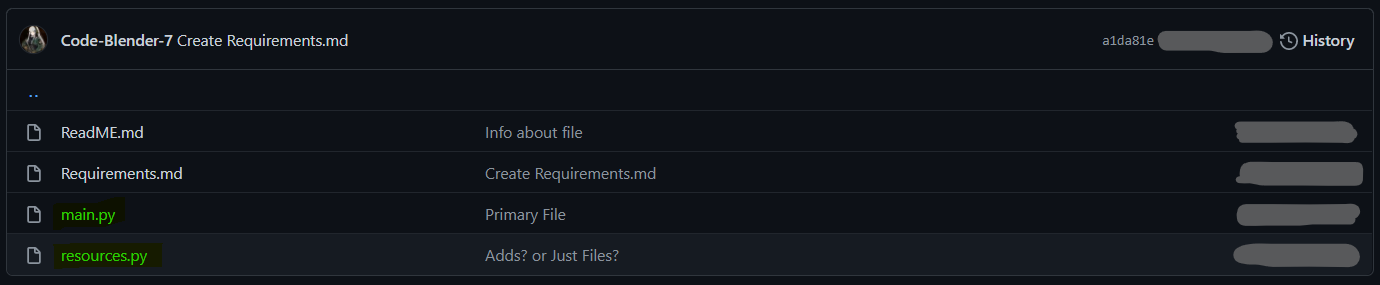 Code-Blender-7 Create Requirements.md a1da81e History
..
ReadME.md Info about file
Requirements.md Create Requirements.md
main.py Primary File
resources.py Adds? or Just Files?